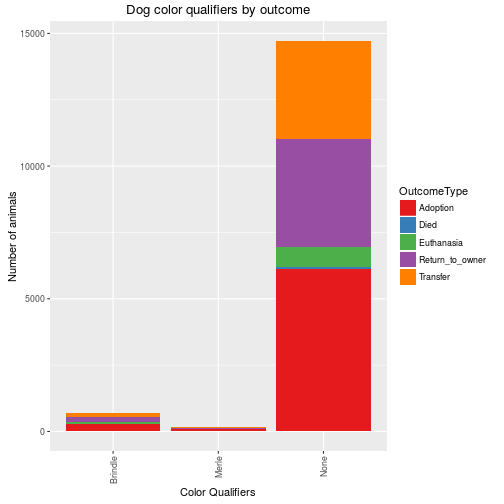 Dog color qualifiers by outcome
15000
10000
5000
0
Number of animals
Brindle
Merle
None
Color Qualifiers
OutcomeType
Adoption
Died
Euthanasia
Return_to_owner
Transfer